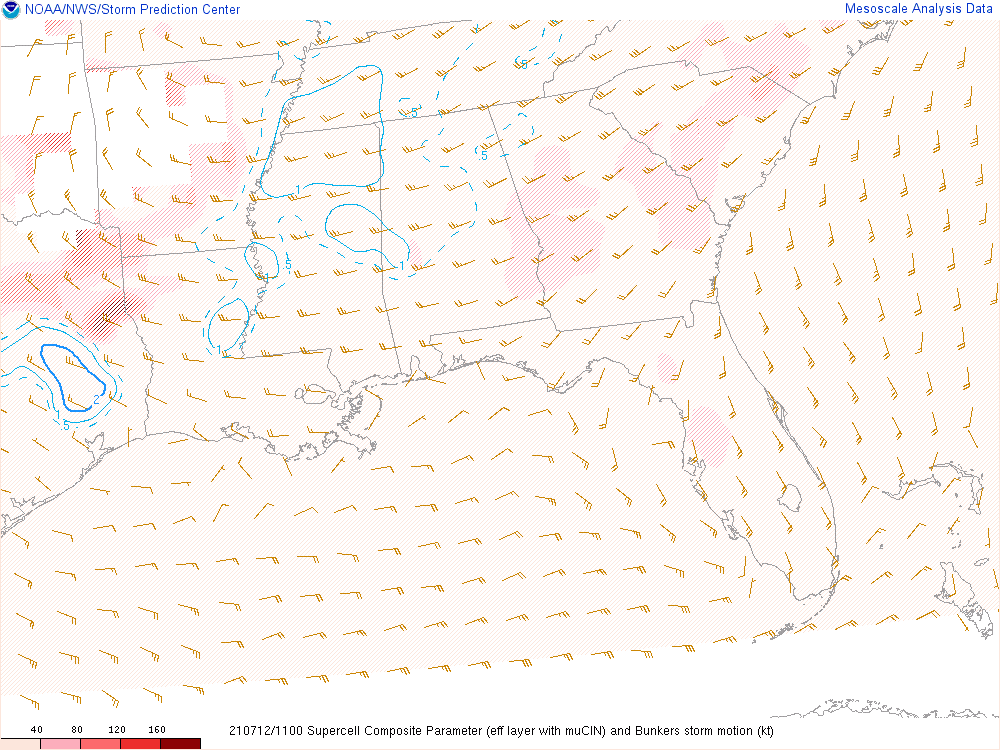 NOAA/NWS/Storm Prediction Center
Mesoscale Analysis Data
.5
.5
.5
1
.5
1
1
1
2
1
.5
40 80 120 160
210712/1100 Supercell Composite Parameter (eff layer with muCIN) and Bunkers storm motion (kt)